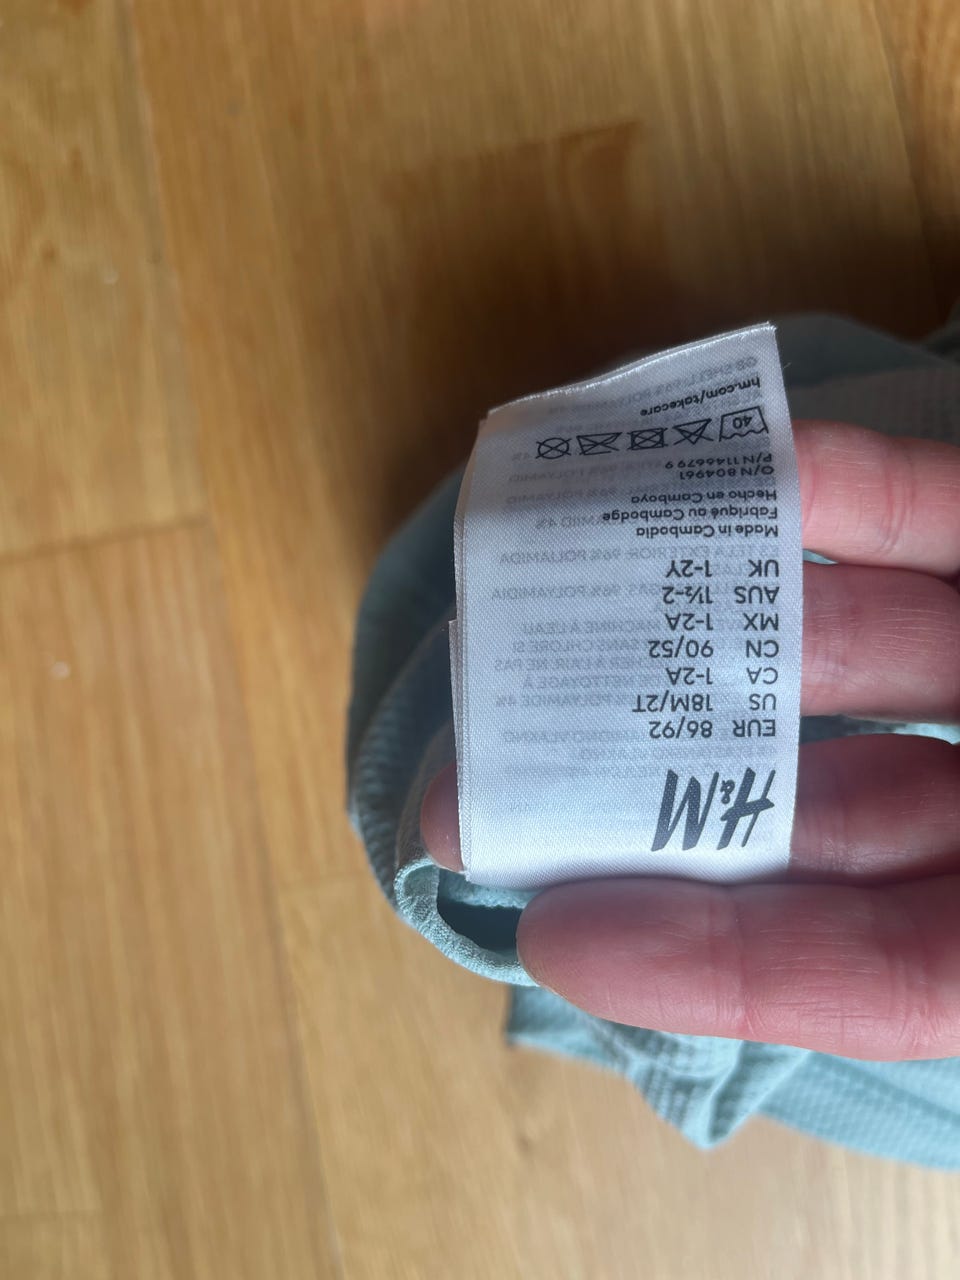 H&M
EUR 86/92
US 18M/2T
CA 1-2A
CN 90/52
MX 1-2A
AUS 1½-2
UK 1-2Y
Made in Cambodia
Fabriqué au Cambodge
Hecho en Camboya
O/N 804961
P/N 1146679 9
40
hm.com/takecare